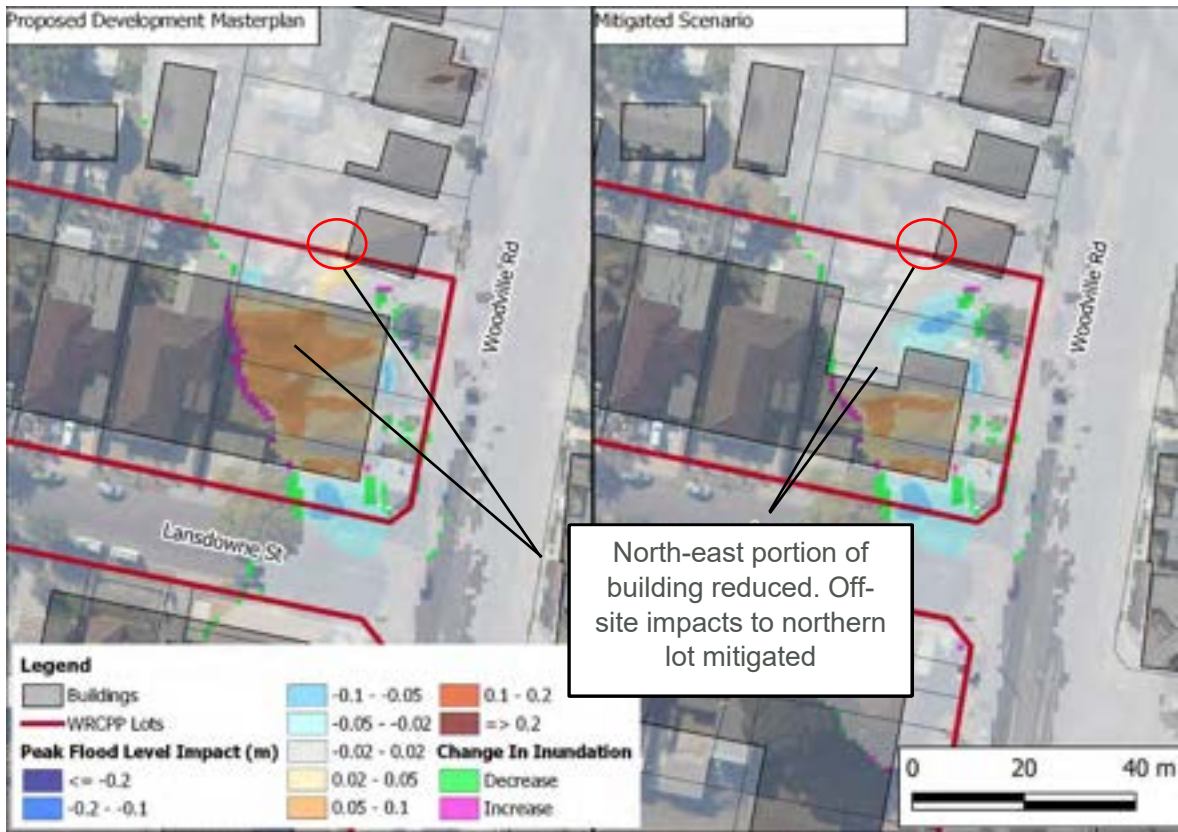 Proposed Development Masterplan
Mitigated Scenario
Woodville Rd
Woodville Rd
Lansdowne St
North-east portion of
building reduced. Off-
site impacts to northern
lot mitigated
Legend
Buildings
WRCPP Lots
Peak Flood Level Impact (m)
<= -0.2
-0.2 - -0.1
-0.1 - -0.05
-0.05 - -0.02
-0.02 - 0.02
0.02 - 0.05
0.05 - 0.1
0.1 - 0.2
=> 0.2
Change In Inundation
Decrease
Increase
0 20 40 m